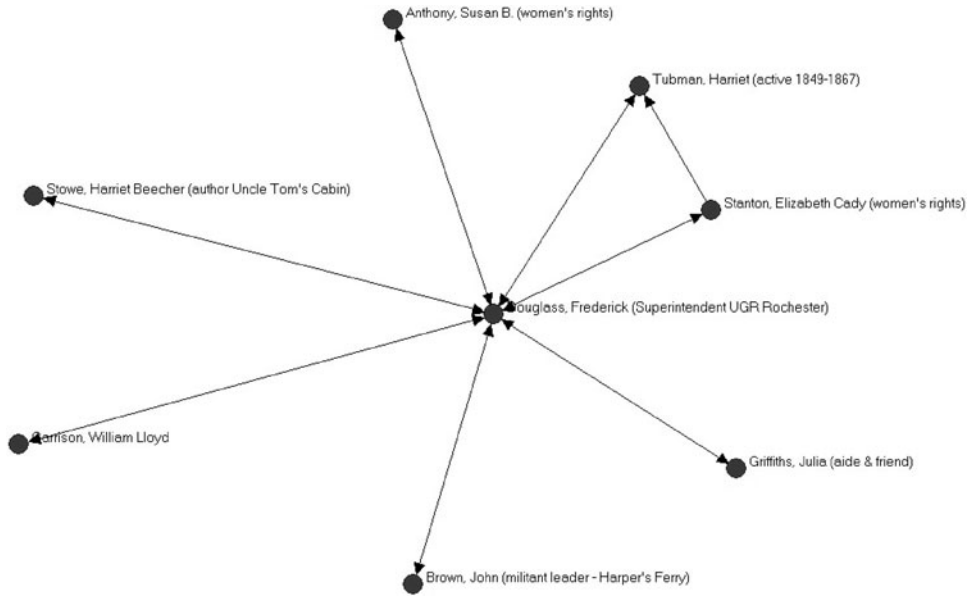 Anthony, Susan B. (women's rights)
Tubman, Harriet (active 1849-1867)
Stowe, Harriet Beecher (author Uncle Tom's Cabin)
Stanton, Elizabeth Cady (women's rights)
Douglass, Frederick (Superintendent UGR Rochester)
Garrison, William Lloyd
Griffiths, Julia (aide & friend)
Brown, John (militant leader - Harper's Ferry)